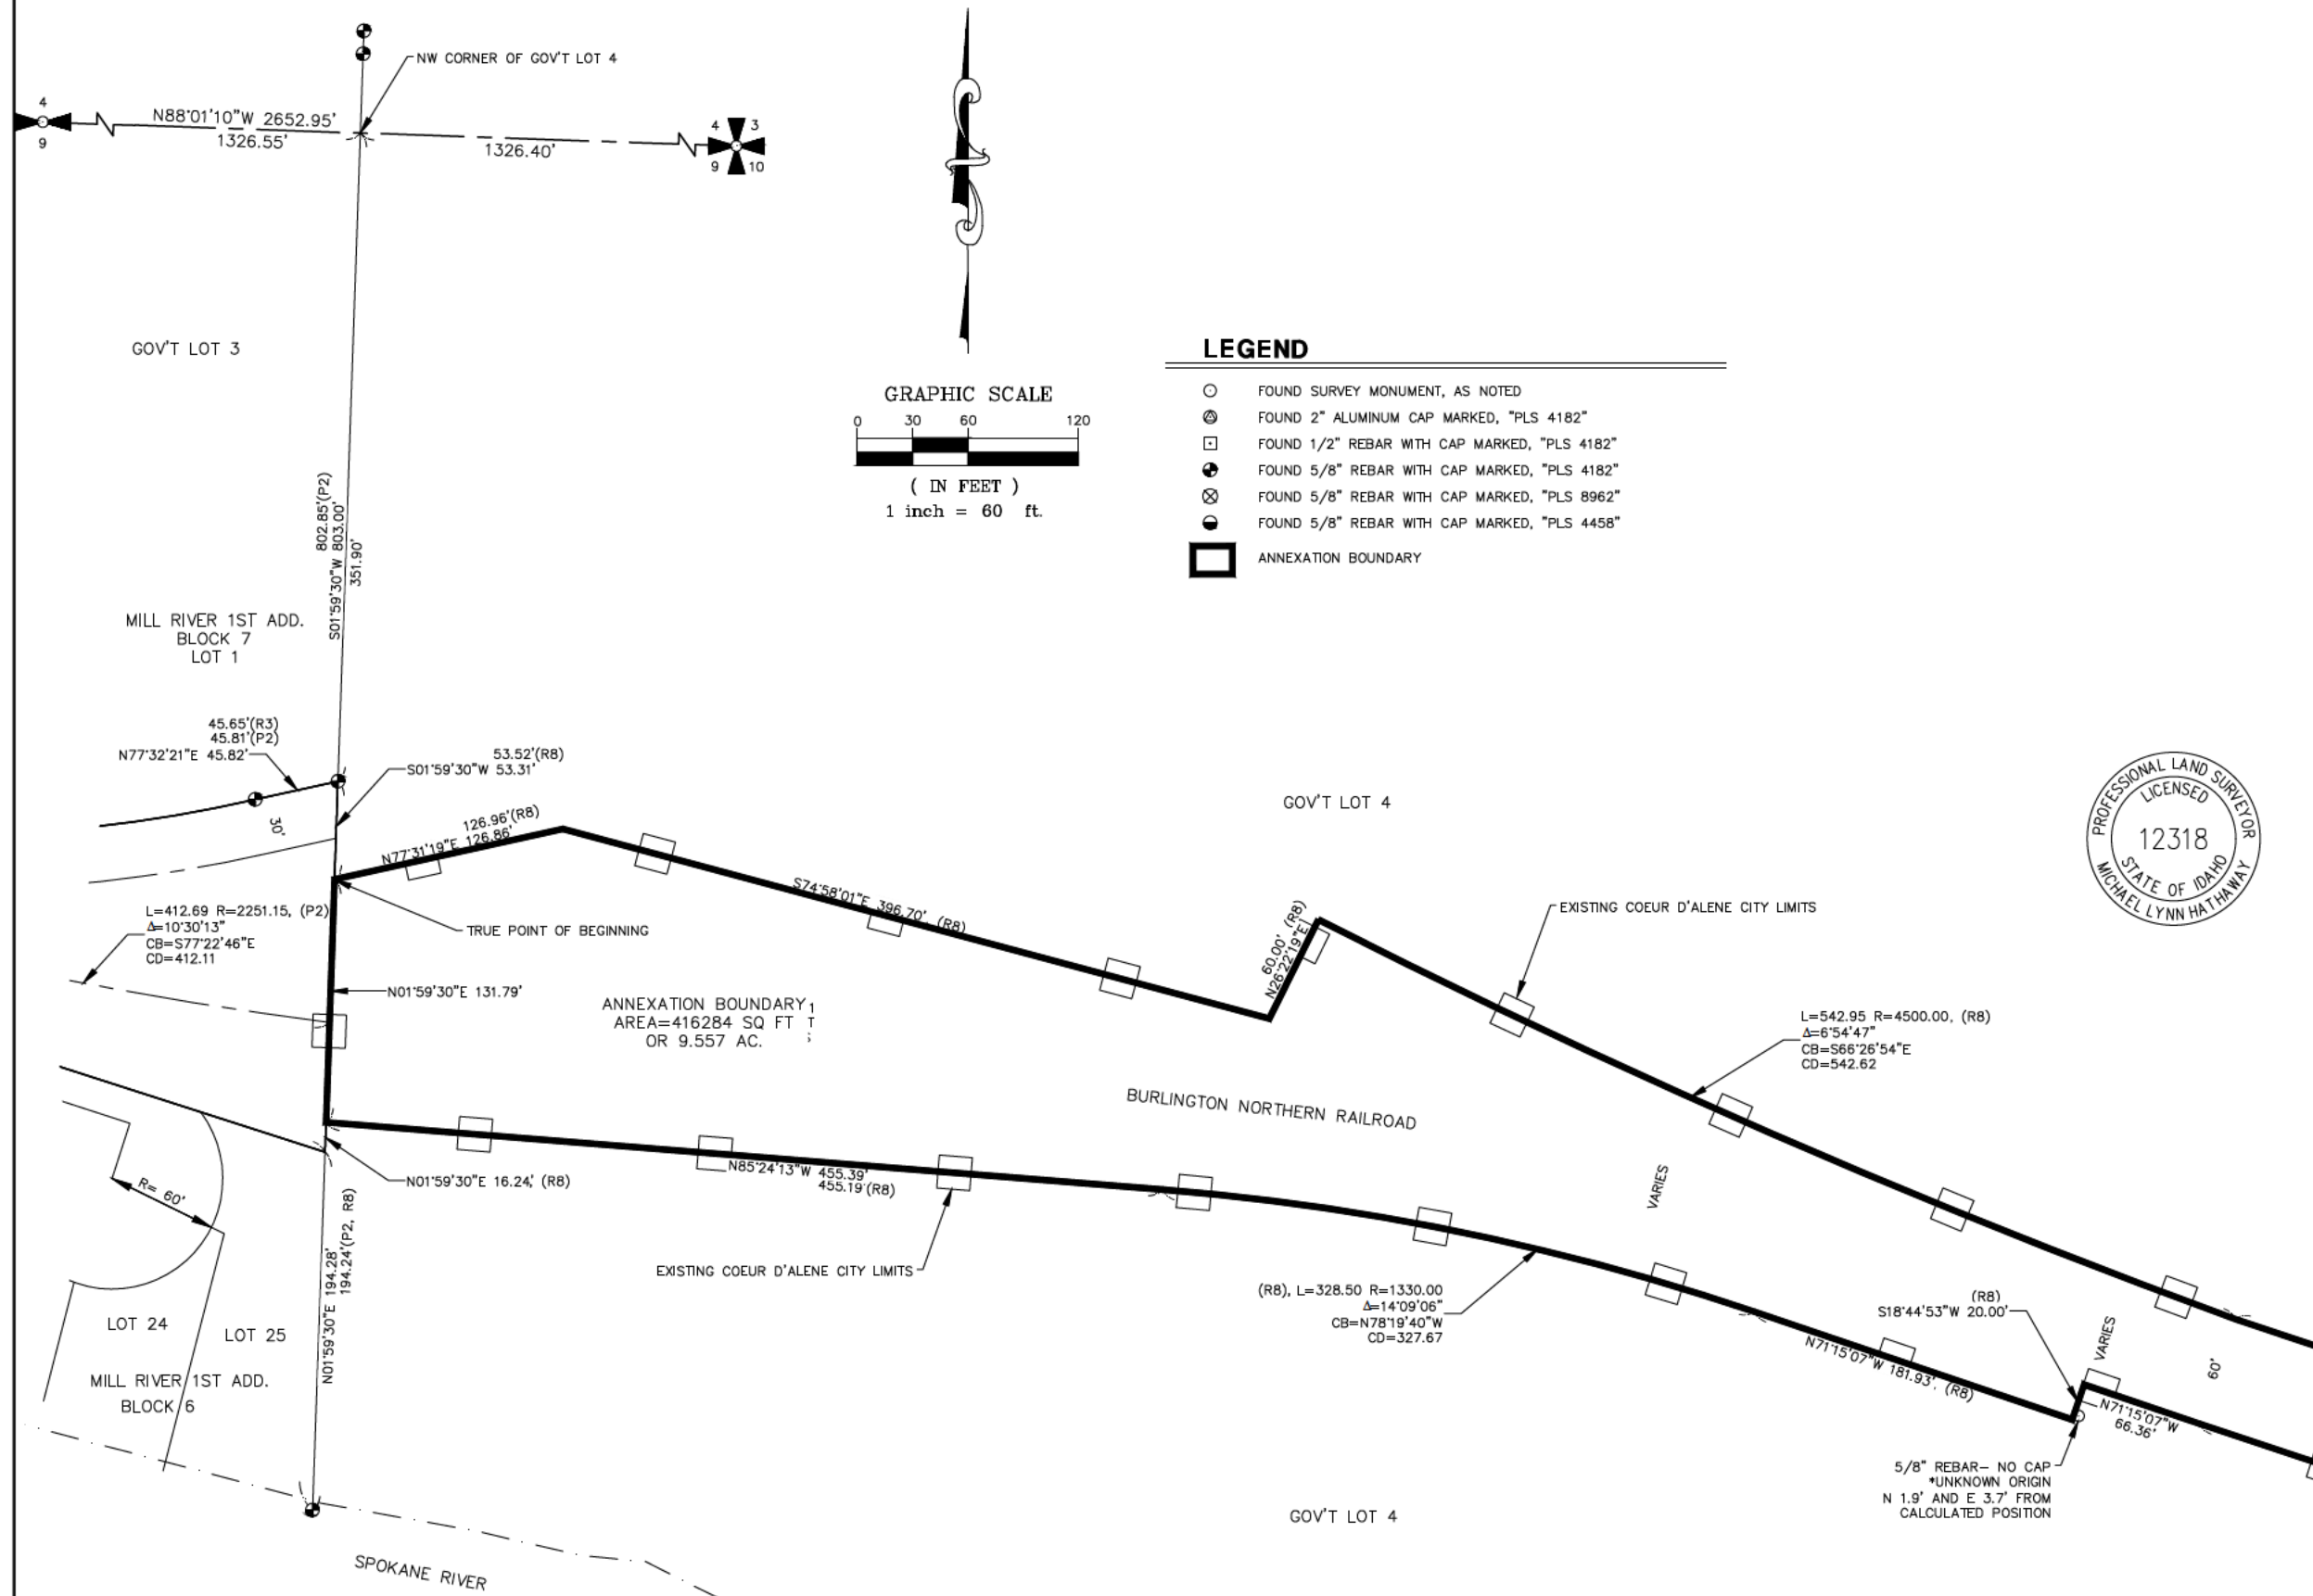 NW CORNER OF GOV'T LOT 4
4
9
N88°01'10"W 2652.95'
1326.55'
1326.40'
4 3
9 10
GOV'T LOT 3
GRAPHIC SCALE
0 30 60 120
( IN FEET )
1 inch = 60 ft.
LEGEND
FOUND SURVEY MONUMENT, AS NOTED
FOUND 2" ALUMINUM CAP MARKED, "PLS 4182"
FOUND 1/2" REBAR WITH CAP MARKED, "PLS 4182"
FOUND 5/8" REBAR WITH CAP MARKED, "PLS 4182"
FOUND 5/8" REBAR WITH CAP MARKED, "PLS 8962"
FOUND 5/8" REBAR WITH CAP MARKED, "PLS 4458"
ANNEXATION BOUNDARY
802.85'(P2)
S01°59'30"W 803.00'
351.90'
MILL RIVER 1ST ADD.
BLOCK 7
LOT 1
45.65'(R3)
45.81'(P2)
N77°32'21"E 45.82'
53.52'(R8)
S01°59'30"W 53.31'
30'
126.96'(R8)
N77°31'19"E 126.86'
S74°58'01"E 396.70', (R8)
GOV'T LOT 4
PROFESSIONAL LAND SURVEYOR
LICENSED
12318
STATE OF IDAHO
MICHAEL LYNN HATHAWAY
L=412.69 R=2251.15, (P2)
Δ=10°30'13"
CB=S77°22'46"E
CD=412.11
TRUE POINT OF BEGINNING
60.00' (R8)
N26°22'19"E
EXISTING COEUR D'ALENE CITY LIMITS
N01°59'30"E 131.79'
ANNEXATION BOUNDARY
AREA=416284 SQ FT
OR 9.557 AC.
L=542.95 R=4500.00, (R8)
Δ=6°54'47"
CB=S66°26'54"E
CD=542.62
BURLINGTON NORTHERN RAILROAD
VARIES
R= 60'
N01°59'30"E 16.24', (R8)
N85°24'13"W 455.39'
455.19'(R8)
EXISTING COEUR D'ALENE CITY LIMITS
N01°59'30"E 194.28'
194.24'(P2, R8)
(R8), L=328.50 R=1330.00
Δ=14°09'06"
CB=N78°19'40"W
CD=327.67
(R8)
S18°44'53"W 20.00'
VARIES
60'
N71°15'07"W 181.93', (R8)
N71°15'07"W
66.36'
LOT 24
LOT 25
MILL RIVER 1ST ADD.
BLOCK 6
5/8" REBAR– NO CAP
*UNKNOWN ORIGIN
N 1.9' AND E 3.7' FROM
CALCULATED POSITION
GOV'T LOT 4
SPOKANE RIVER